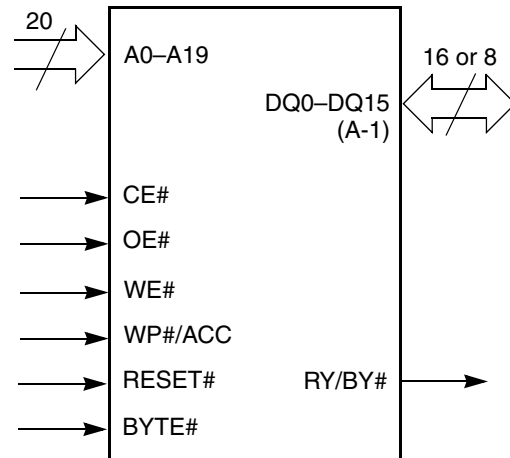 20
A0–A19
16 or 8
DQ0–DQ15
(A-1)
CE#
OE#
WE#
WP#/ACC
RESET#
RY/BY#
BYTE#